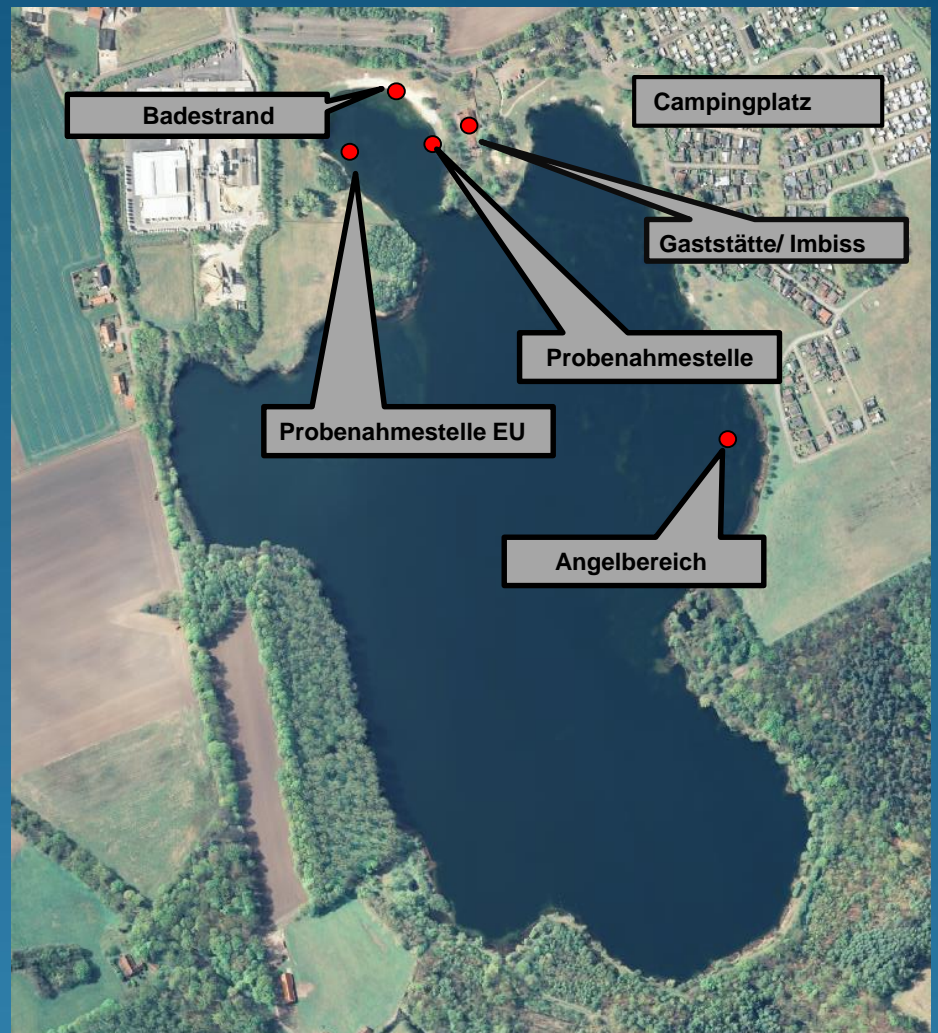 Badestrand
Campingplatz
Gaststätte/ Imbiss
Probenahmestelle
Probenahmestelle EU
Angelbereich